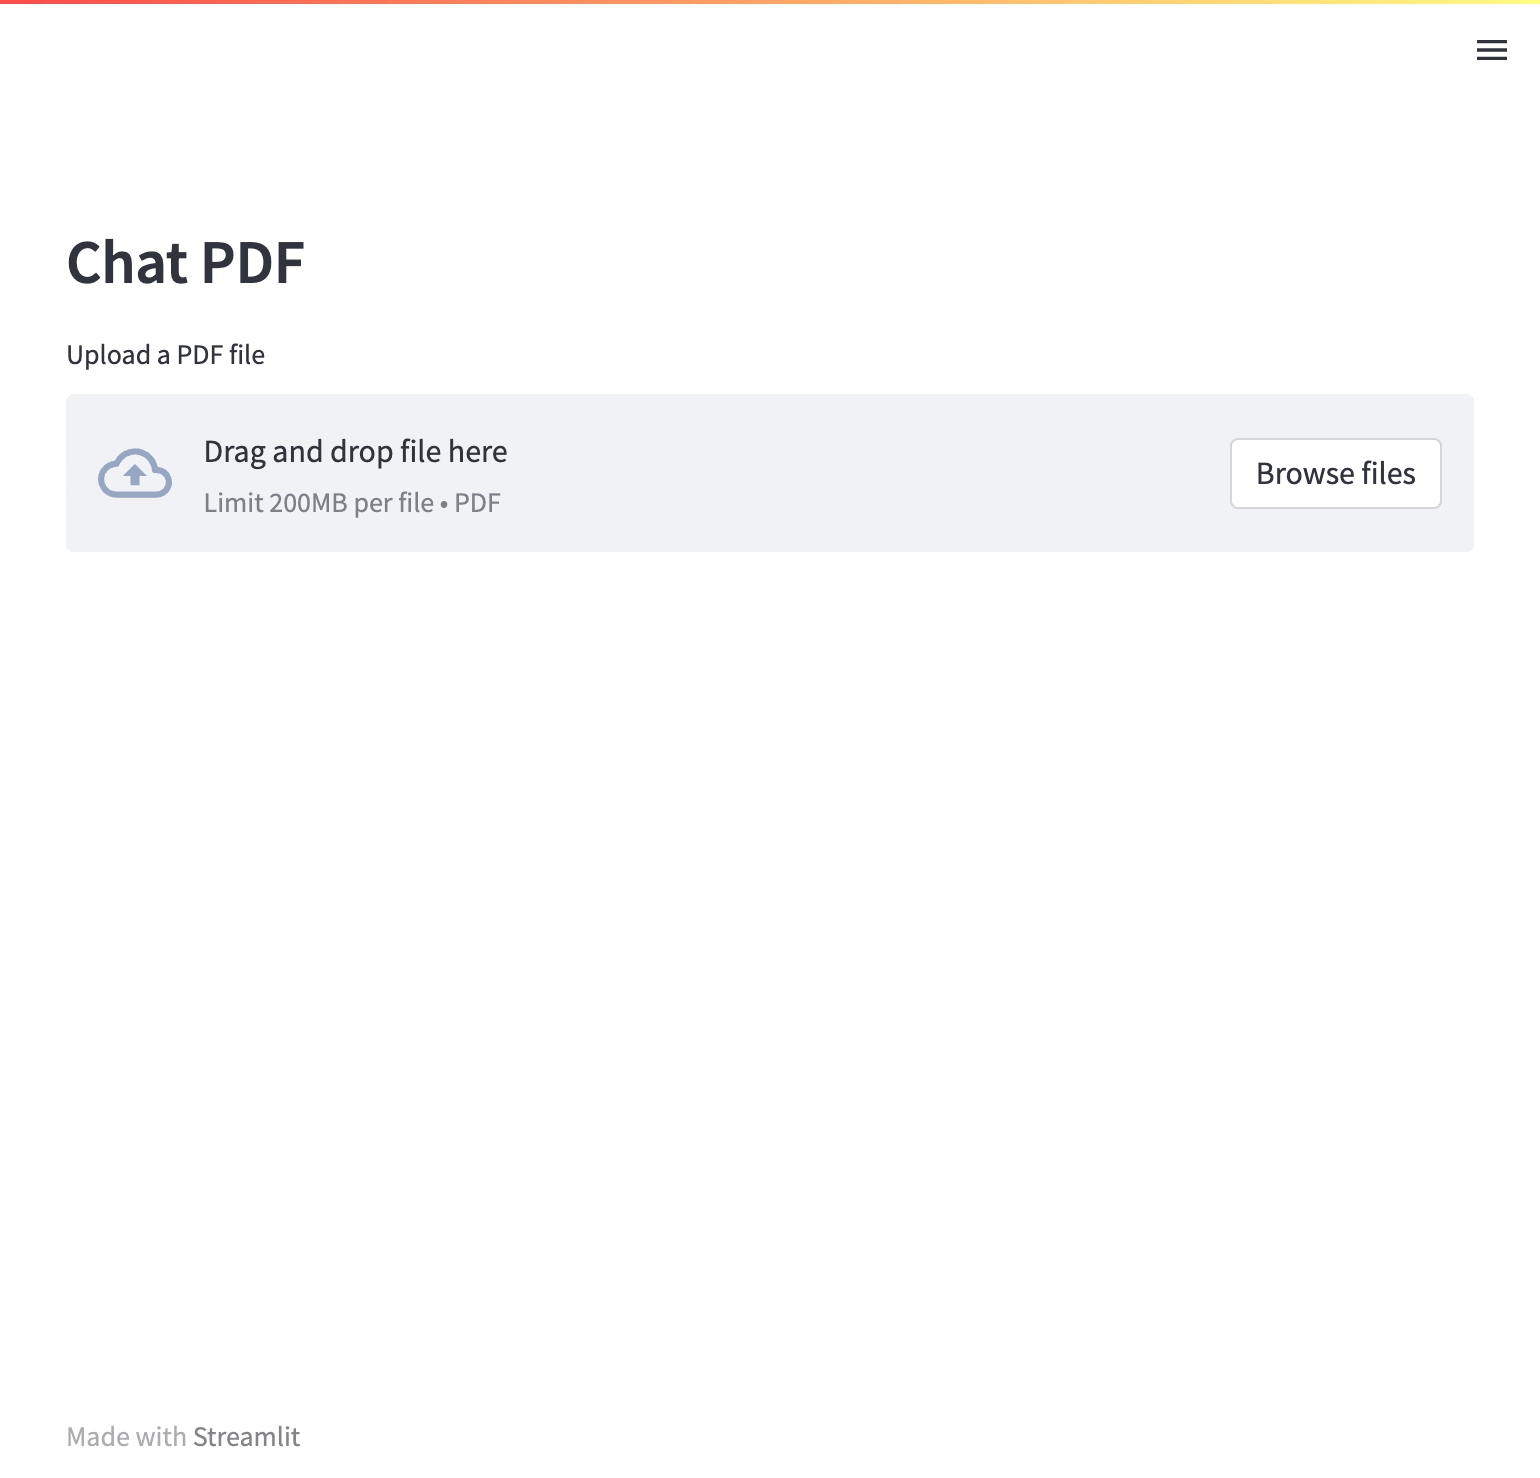 Chat PDF
Upload a PDF file
Drag and drop file here
Limit 200MB per file • PDF
Browse files
Made with Streamlit